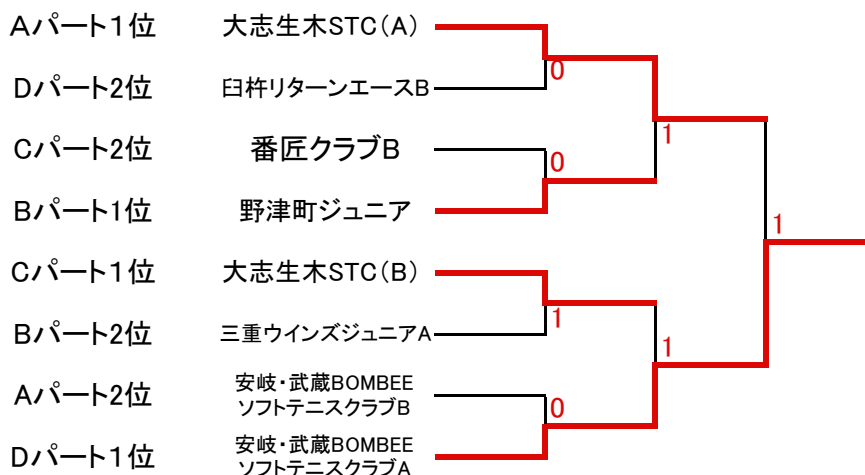 Aパート1位 大志生木STC(A)
0
Dパート2位 臼杵リターンエースB
1
Cパート2位 番匠クラブB
0
Bパート1位 野津町ジュニア
1
Cパート1位 大志生木STC(B)
1
Bパート2位 三重ウインズジュニアA
1
Aパート2位 安岐・武蔵BOMBEE
ソフトテニスクラブB
0
Dパート1位 安岐・武蔵BOMBEE
ソフトテニスクラブA